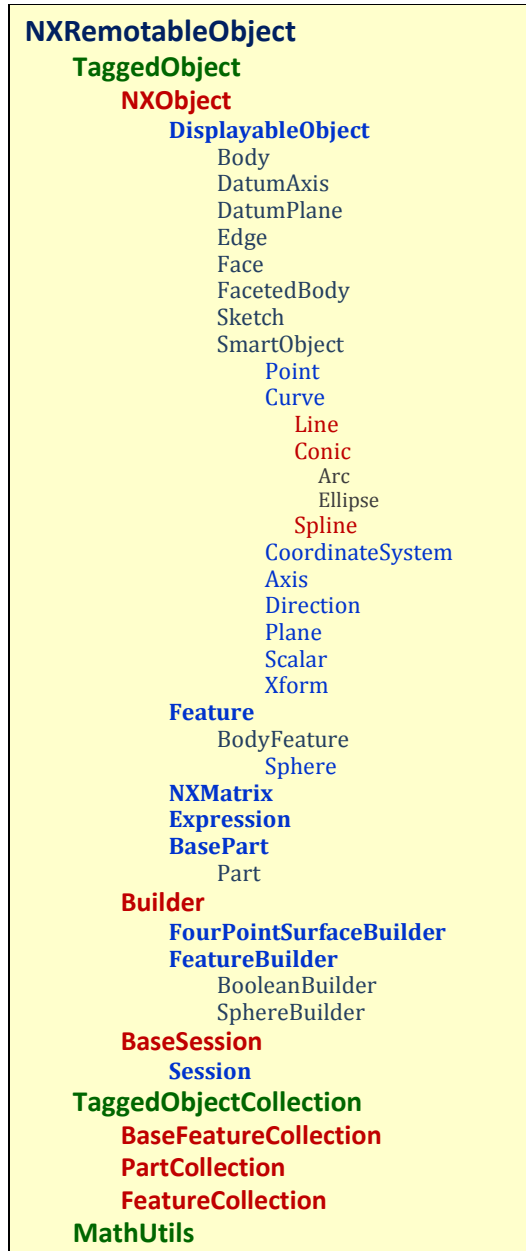 NXRemotableObject
TaggedObject
NXObject
DisplayableObject
Body
DatumAxis
DatumPlane
Edge
Face
FacetedBody
Sketch
SmartObject
Point
Curve
Line
Conic
Arc
Ellipse
Spline
CoordinateSystem
Axis
Direction
Plane
Scalar
Xform
Feature
BodyFeature
Sphere
NXMatrix
Expression
BasePart
Part
Builder
FourPointSurfaceBuilder
FeatureBuilder
BooleanBuilder
SphereBuilder
BaseSession
Session
TaggedObjectCollection
BaseFeatureCollection
PartCollection
FeatureCollection
MathUtils